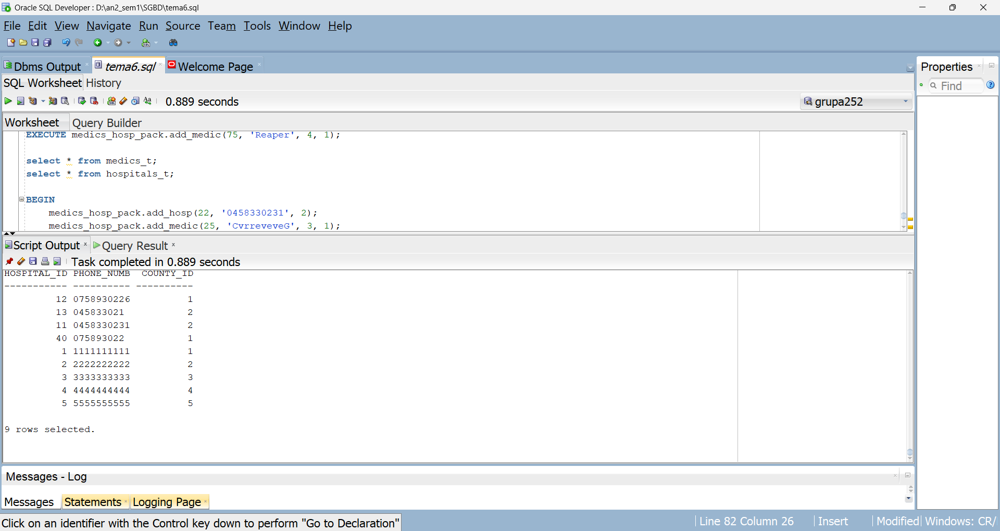 Oracle SQL Developer : D:\an2_sem1\SGBD\tema6.sql
File Edit View Navigate Run Source Team Tools Window Help
Dbms Output tema6.sql Welcome Page
Properties
SQL Worksheet History
Find
0.889 seconds
grupa252
Worksheet Query Builder
EXECUTE medics_hosp_pack.add_medic(75, 'Reaper', 4, 1);
select * from medics_t;
select * from hospitals_t;
BEGIN
medics_hosp_pack.add_hosp(22, '0458330231', 2);
medics_hosp_pack.add_medic(25, 'CvrreveveG', 3, 1);
Script Output Query Result
Task completed in 0.889 seconds
HOSPITAL_ID PHONE_NUMB COUNTY_ID
----------- ---------- ----------
12 0758930226 1
13 045833021 2
11 0458330231 2
40 075893022 1
1 1111111111 1
2 2222222222 2
3 3333333333 3
4 4444444444 4
5 5555555555 5
9 rows selected.
Messages - Log
Messages Statements Logging Page
Click on an identifier with the Control key down to perform "Go to Declaration"
Line 82 Column 26 Insert Modified Windows: CR/